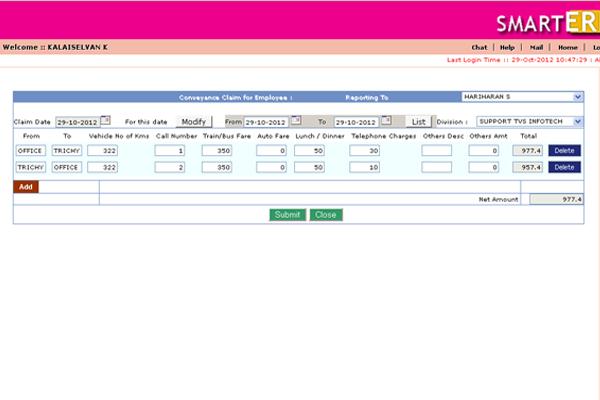 SMARTER
Welcome :: KALAISELVAN K
Chat | Help | Mail | Home | Lo
Last Login Time :: 29-Oct-2012 10:47:29 : A
Conveyance Claim for Employee : Reporting To HARIHARAN S
Claim Date 29-10-2012 For this date Modify From 29-10-2012 To 29-10-2012 List Division : SUPPORT TVS INFOTECH
From To Vehicle No of Kms Call Number Train/Bus Fare Auto Fare Lunch / Dinner Telephone Charges Others Desc Others Amt Total
OFFICE TRICHY 322 1 350 0 50 30 0 977.4 Delete
TRICHY OFFICE 322 2 350 0 50 10 0 957.4 Delete
Add
Net Amount 977.4
Submit Close